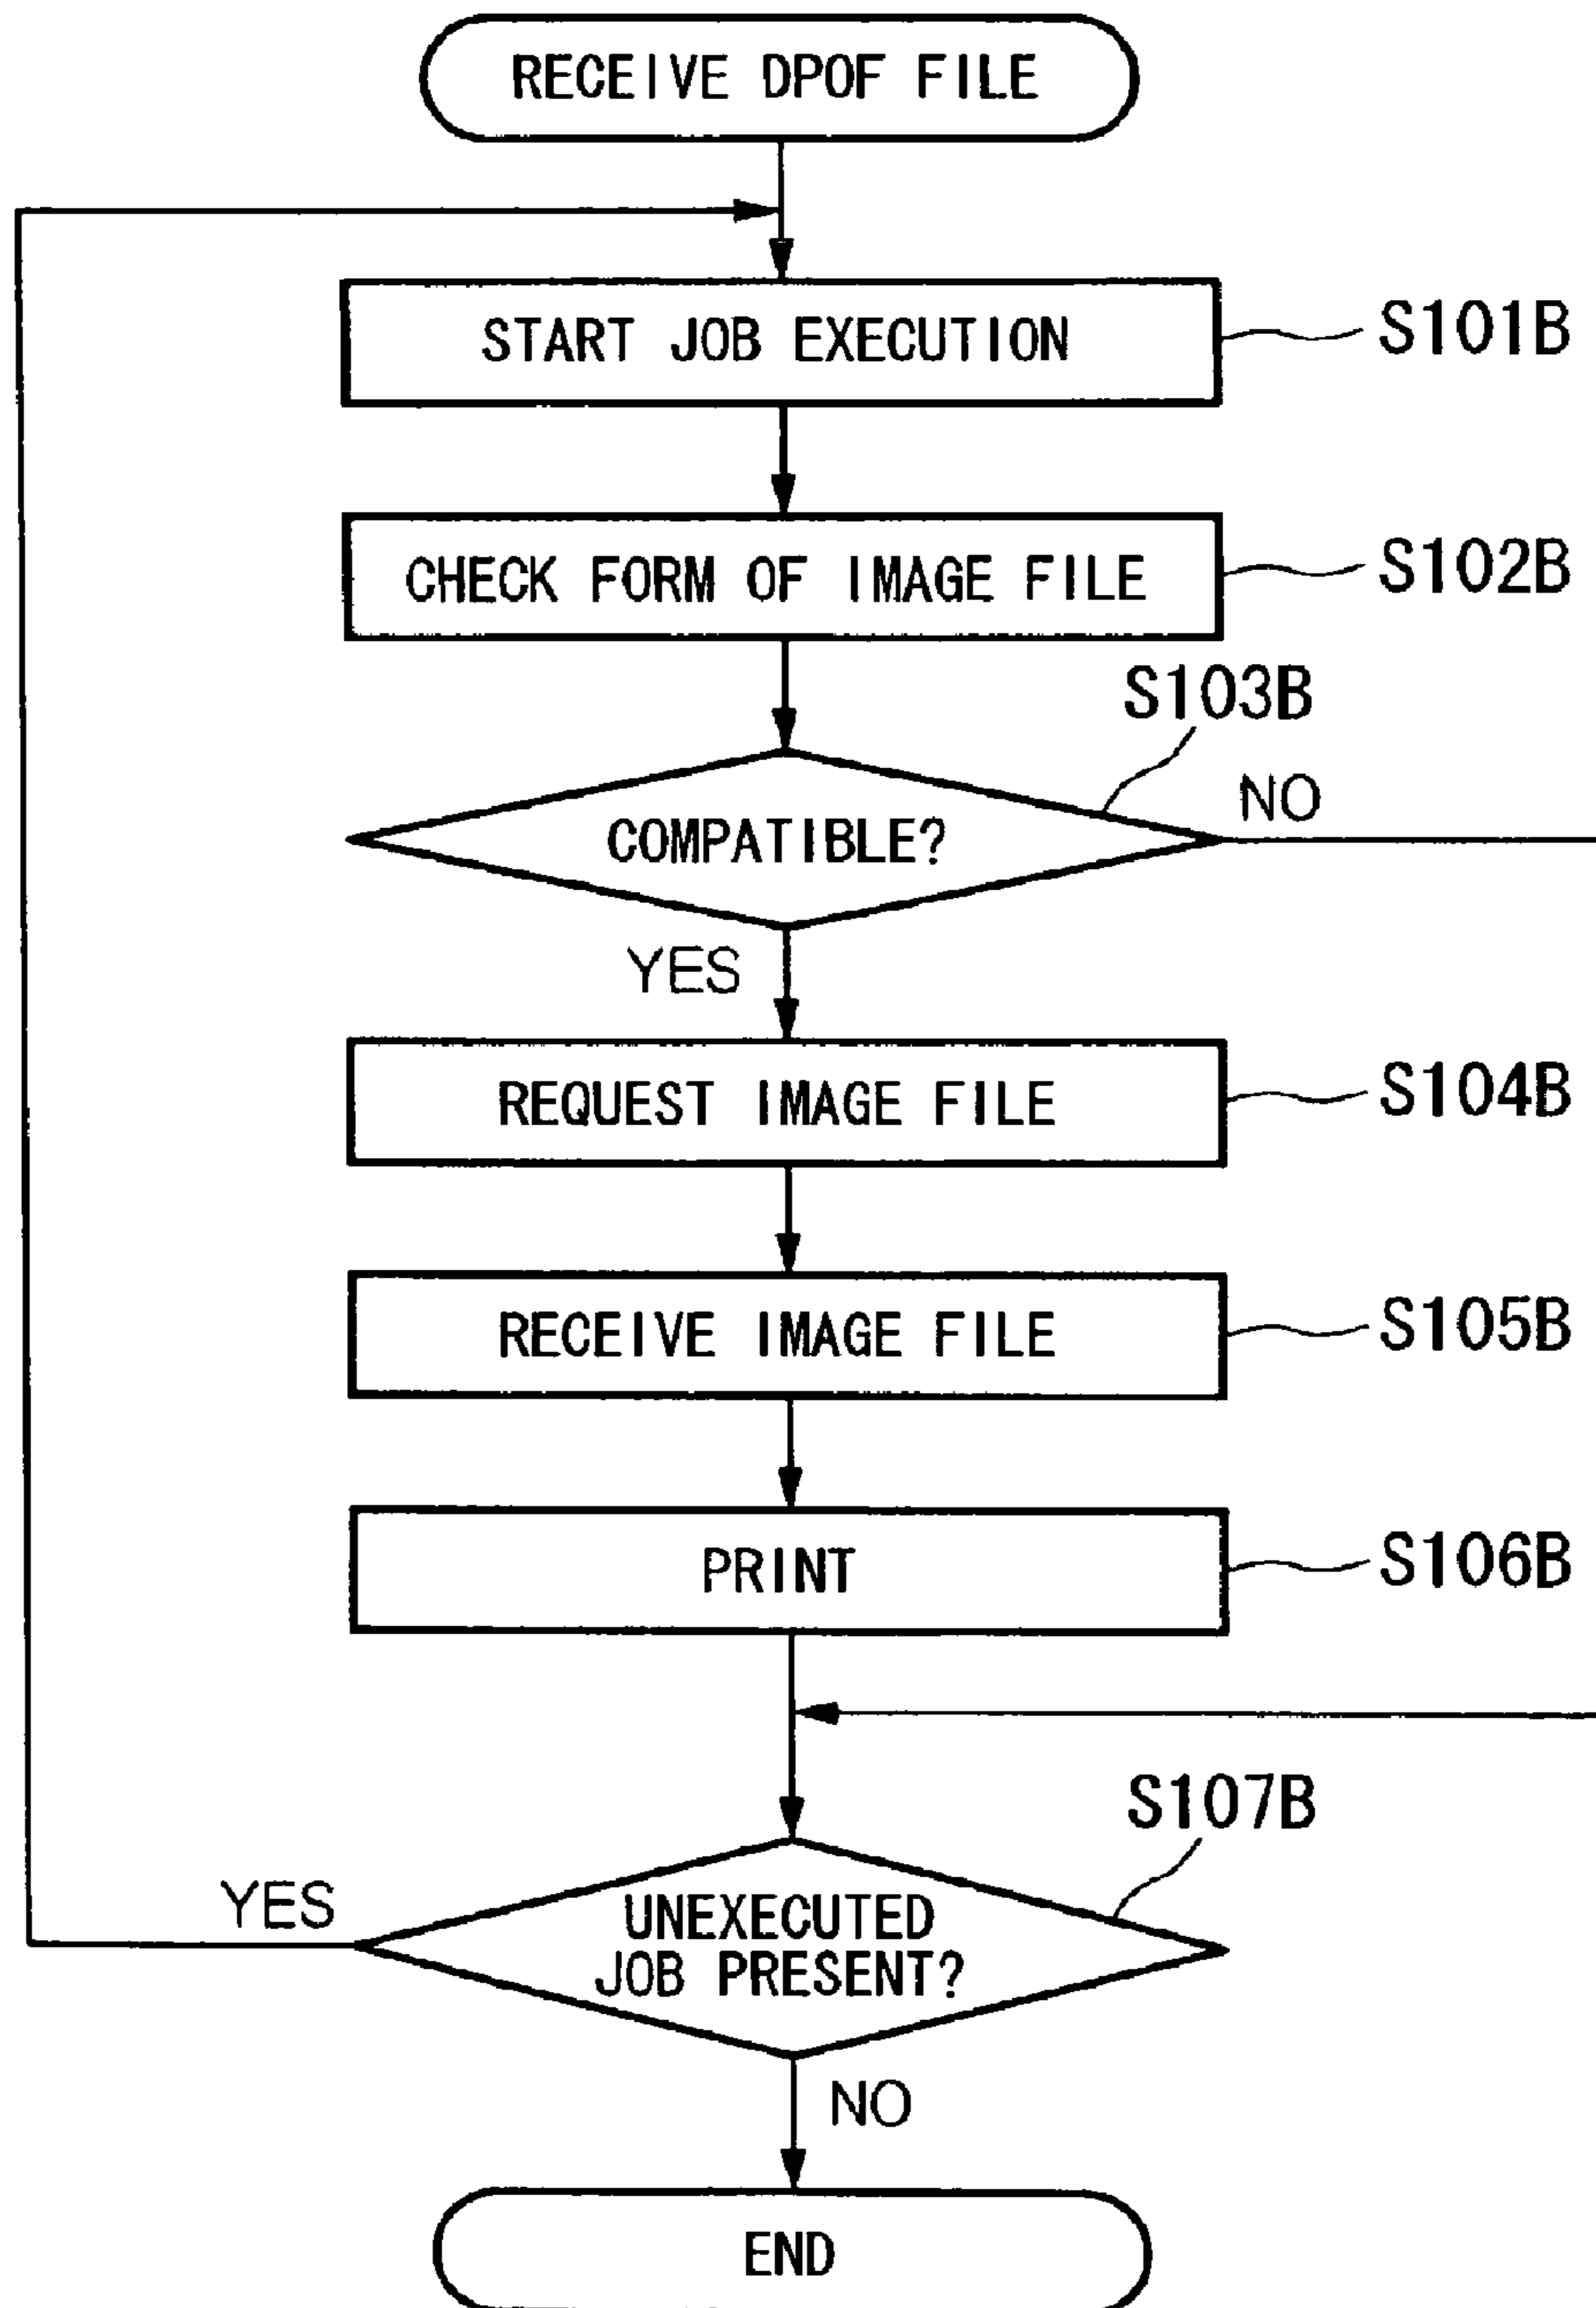 RECEIVE DPOF FILE
START JOB EXECUTION
S101B
CHECK FORM OF IMAGE FILE
S102B
S103B
COMPATIBLE?
NO
YES
REQUEST IMAGE FILE
S104B
RECEIVE IMAGE FILE
S105B
PRINT
S106B
S107B
YES
UNEXECUTED
JOB PRESENT?
NO
END